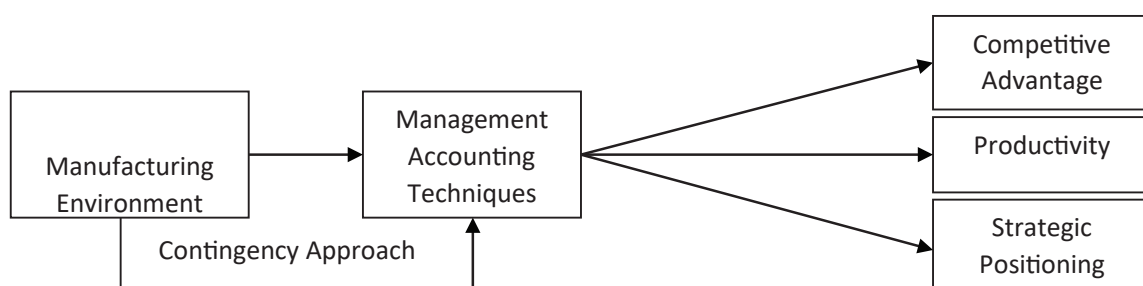 Manufacturing
Environment
Contingency Approach
Management
Accounting
Techniques
Competitive
Advantage
Productivity
Strategic
Positioning